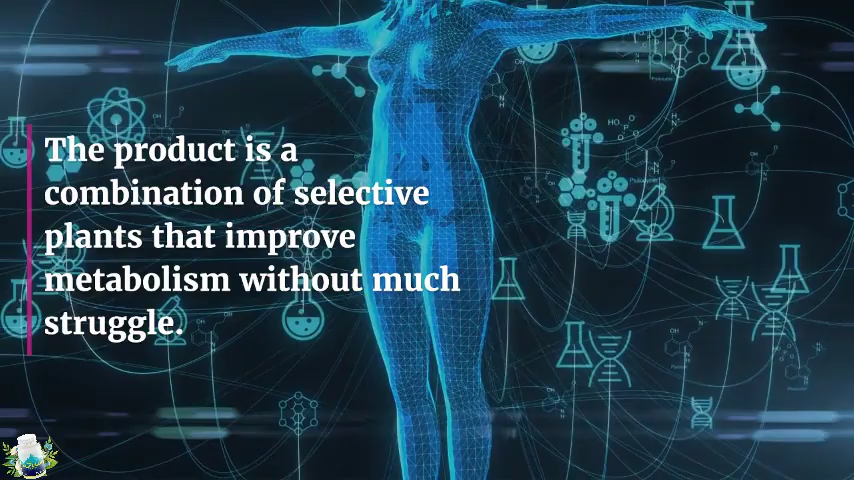 The product is a
combination of selective
plants that improve
metabolism without much
struggle.